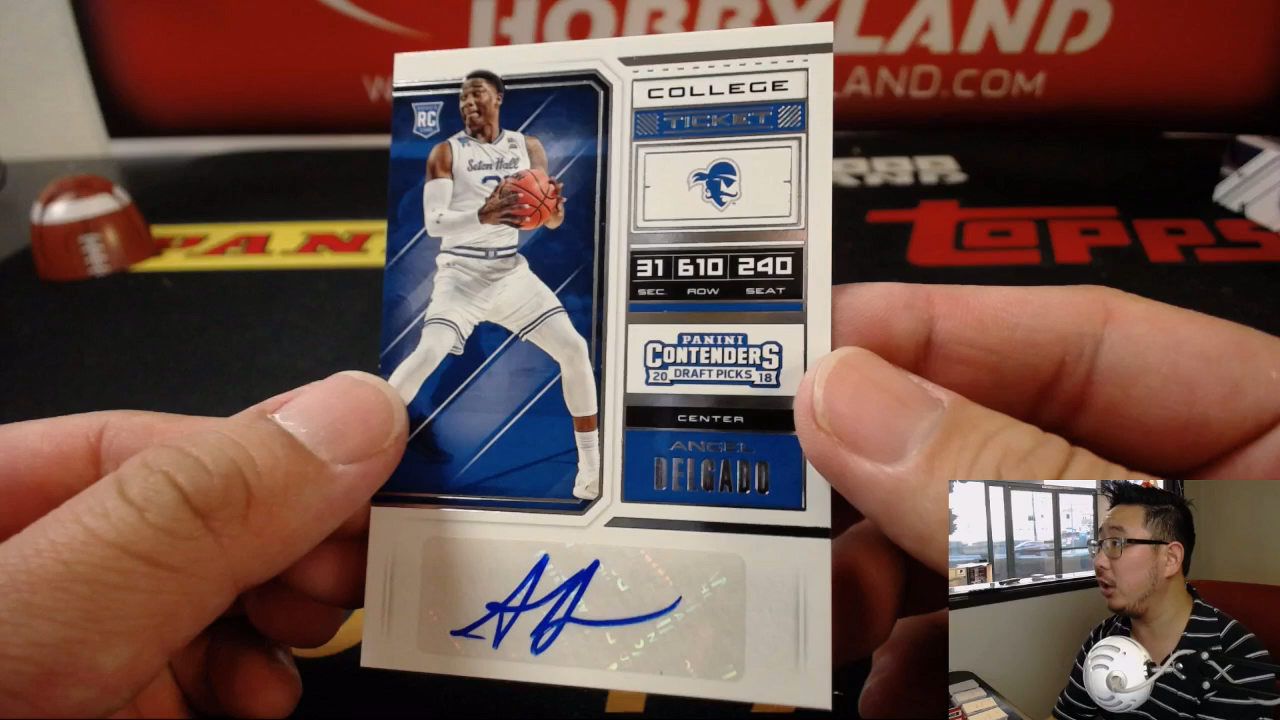 HOBBYLAND
LAND.COM
RC
Seton Hall
COLLEGE
TICKET
31 610 240
SEC. ROW SEAT
PANINI
CONTENDERS
20 DRAFT PICKS 18
CENTER
ANGEL
DELGADO
PAN
TOPPS